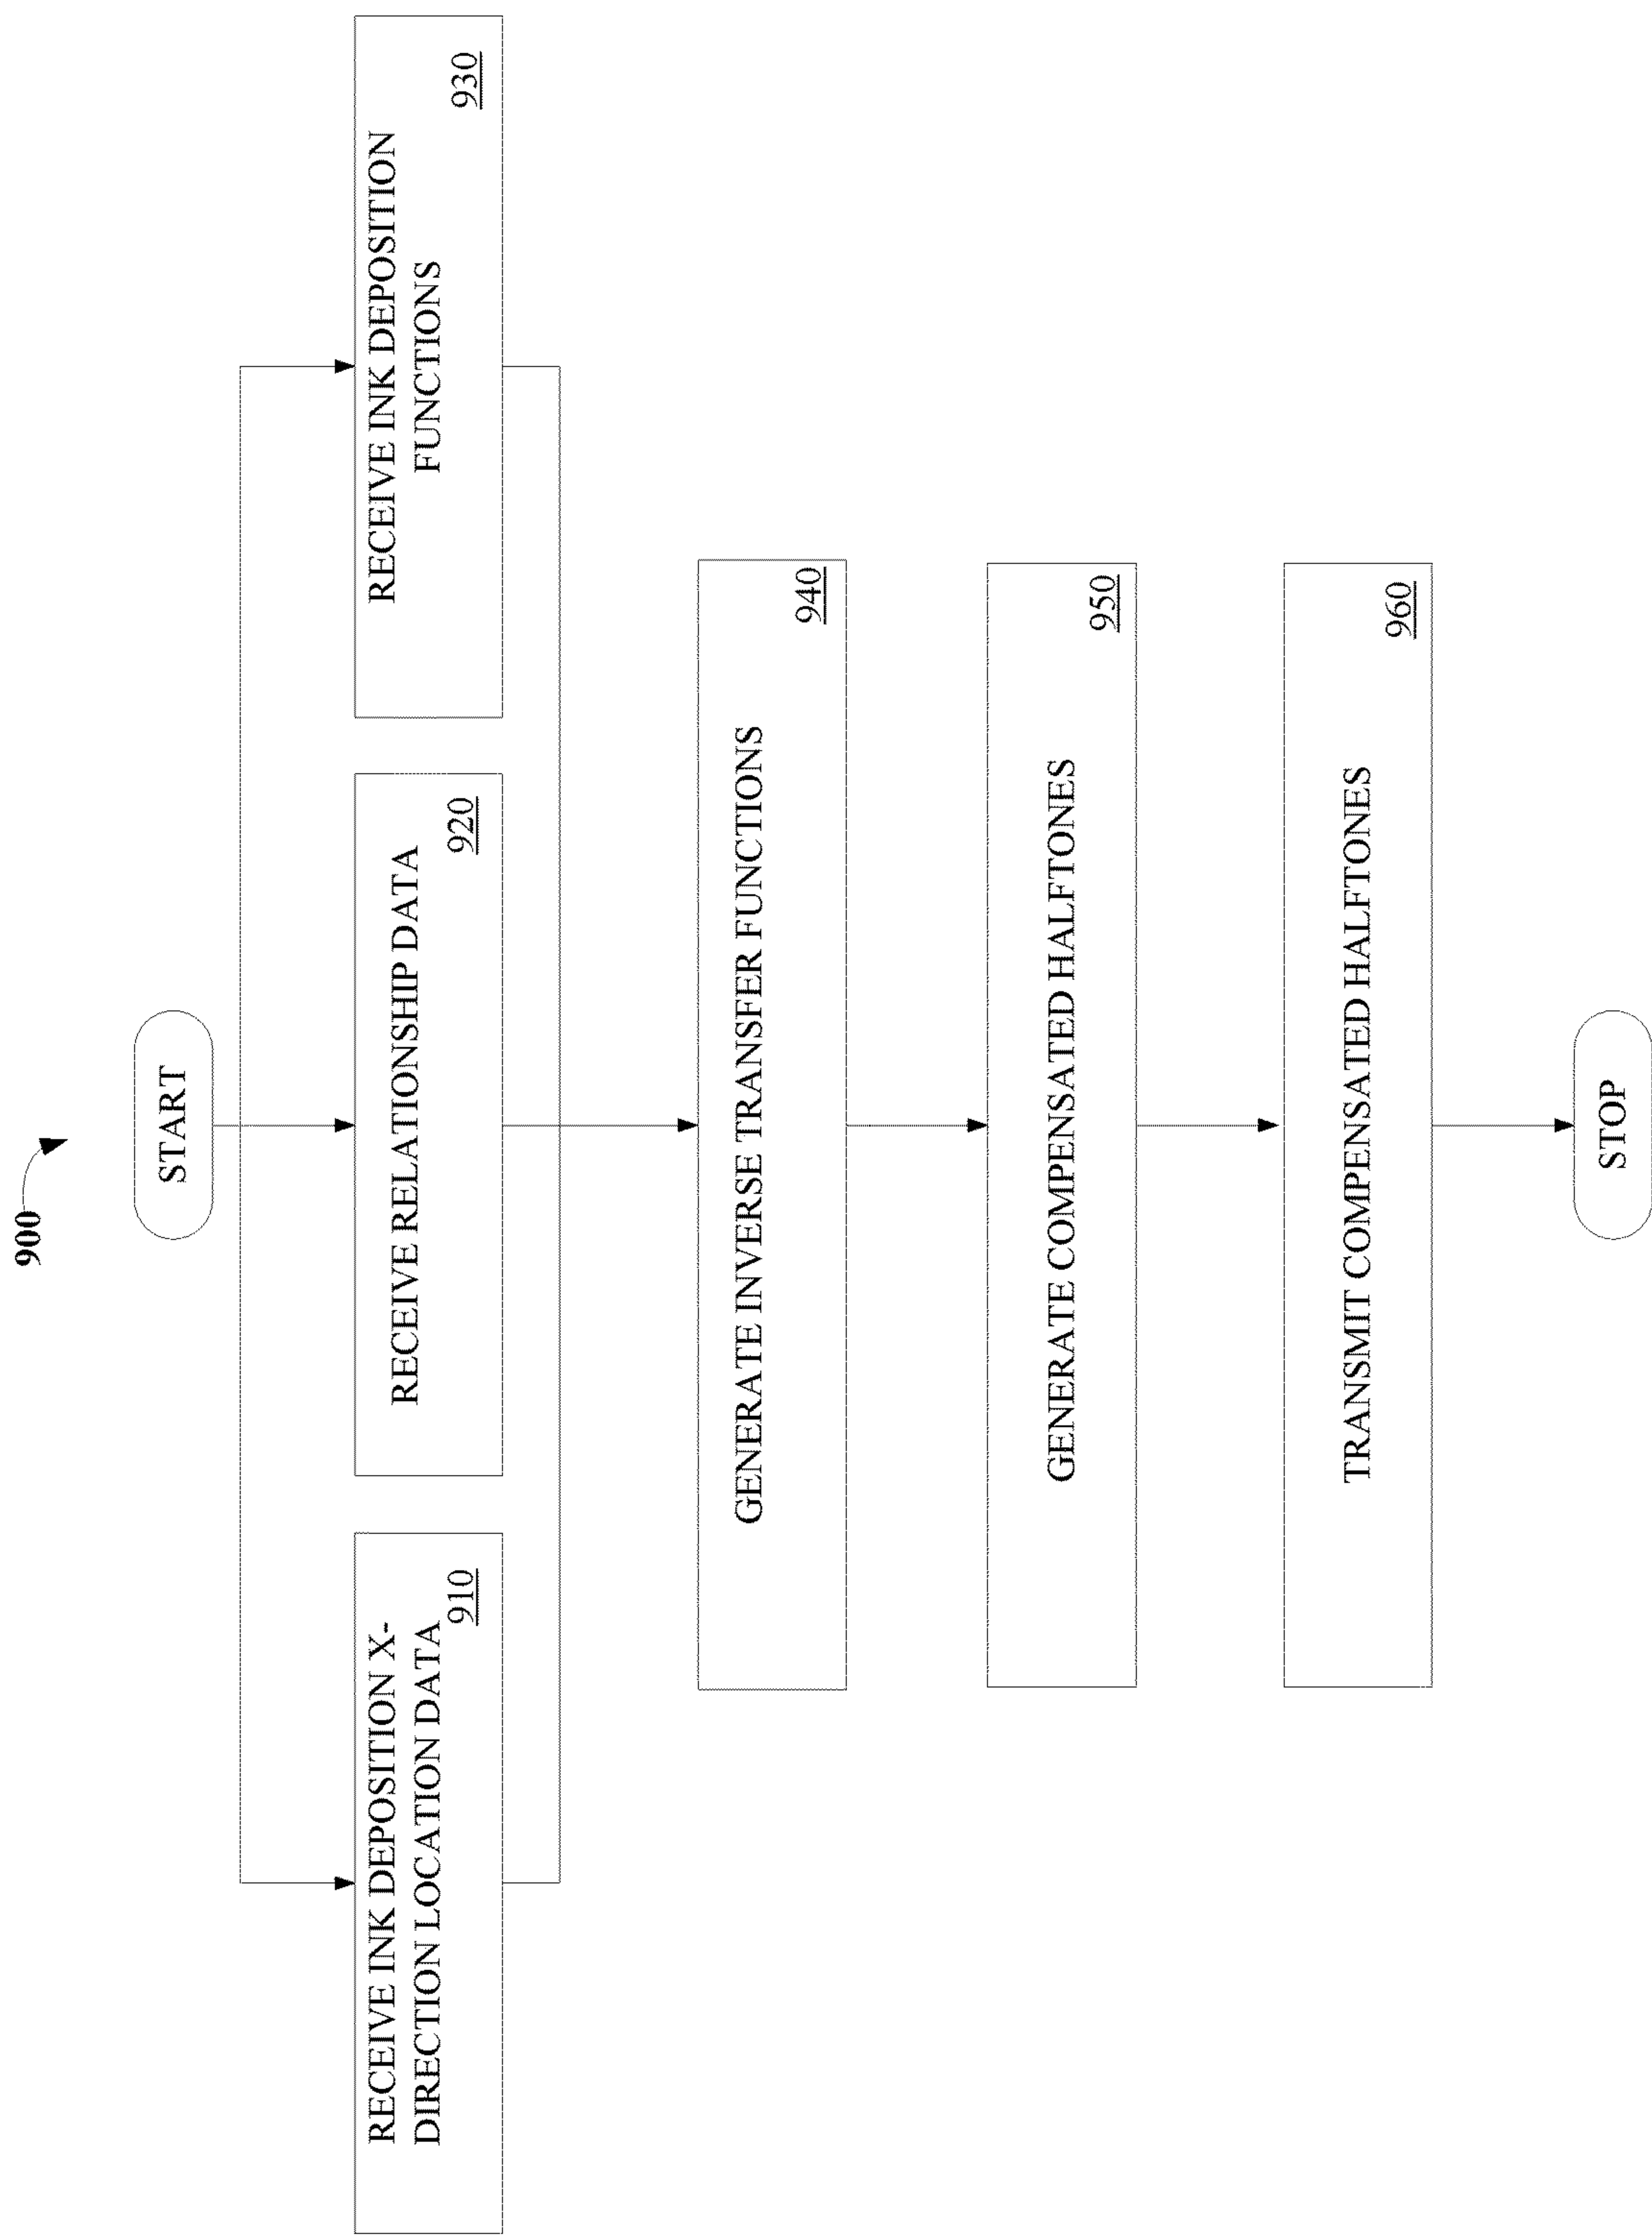 900
START
RECEIVE INK DEPOSITION X-
DIRECTION LOCATION DATA
910
RECEIVE RELATIONSHIP DATA
920
RECEIVE INK DEPOSITION
FUNCTIONS
930
GENERATE INVERSE TRANSFER FUNCTIONS
940
GENERATE COMPENSATED HALFTONES
950
TRANSMIT COMPENSATED HALFTONES
960
STOP